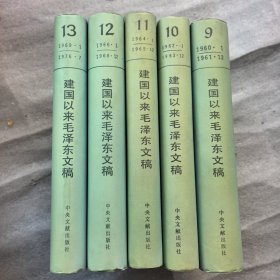 13
1969·1
1976·7
建国以来毛泽东文稿
中央文献出版社
12
1966·1
1968·12
建国以来毛泽东文稿
中央文献出版社
11
1964·1
1965·12
建国以来毛泽东文稿
中央文献出版社
10
1962·1
1963·12
建国以来毛泽东文稿
中央文献出版社
9
1960·1
1961·12
建国以来毛泽东文稿
中央文献出版社